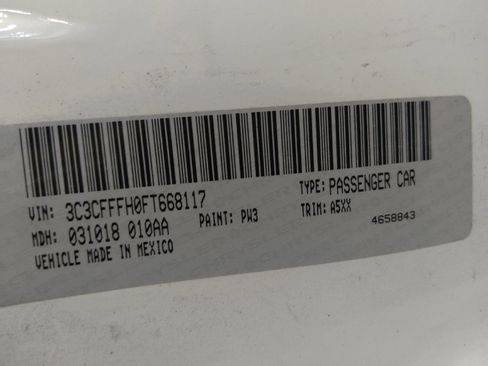 VIN: 3C3CFFFH0FT668117 TYPE: PASSENGER CAR
MDH: 031018 010AA PAINT: PW3 TRIM: A5XX
VEHICLE MADE IN MEXICO 4658843